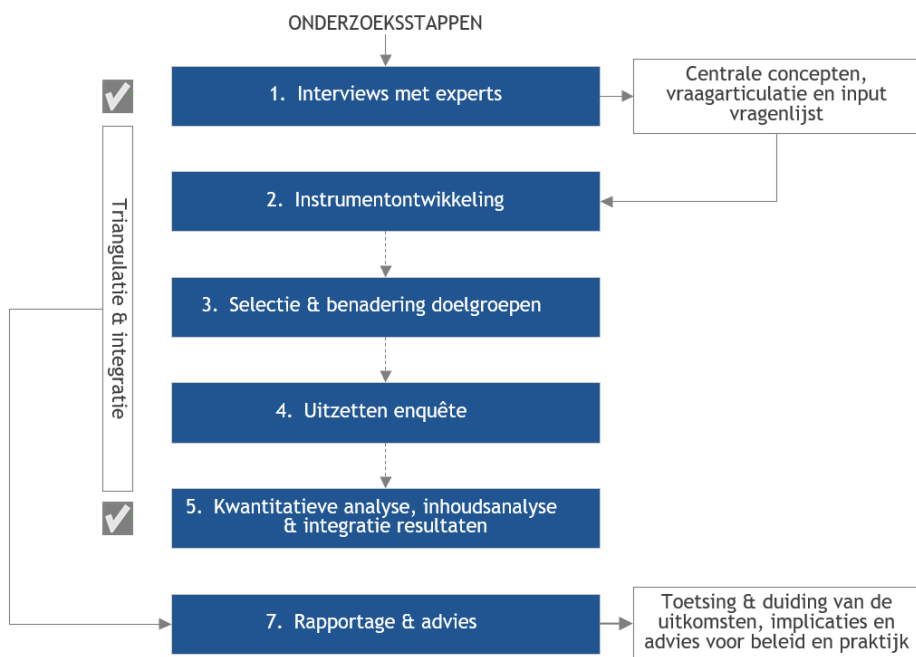 ONDERZOEKSSTAPPEN
1. Interviews met experts
Centrale concepten,
vraagarticulatie en input
vragenlijst
2. Instrumentontwikkeling
Triangulatie & integratie
3. Selectie & benadering doelgroepen
4. Uitzetten enquête
5. Kwantitatieve analyse, inhoudsanalyse
& integratie resultaten
7. Rapportage & advies
Toetsing & duiding van de
uitkomsten, implicaties en
advies voor beleid en praktijk